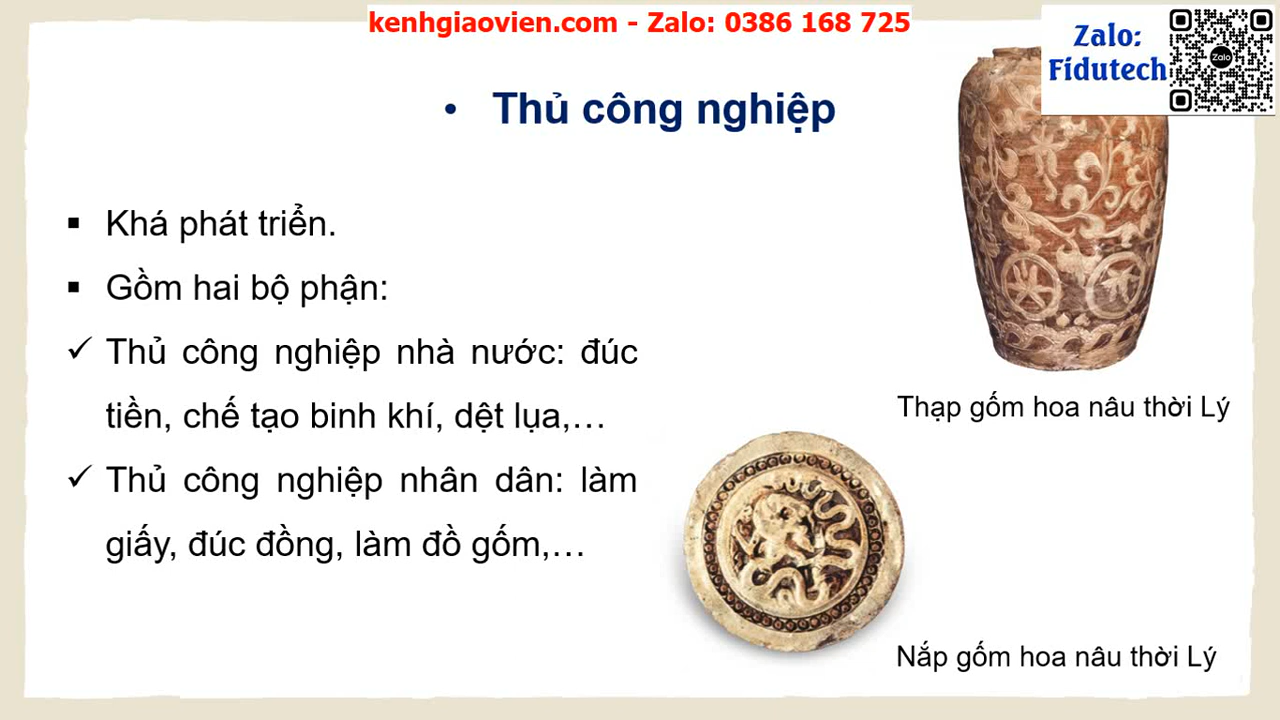 kenhgiaovien.com - Zalo: 0386 168 725
Zalo:
Fidutech
Zalo
• Thủ công nghiệp
▪ Khá phát triển.
▪ Gồm hai bộ phận:
✓ Thủ công nghiệp nhà nước: đúc
tiền, chế tạo binh khí, dệt lụa,…
✓ Thủ công nghiệp nhân dân: làm
giấy, đúc đồng, làm đồ gốm,…
Thạp gốm hoa nâu thời Lý
Nắp gốm hoa nâu thời Lý